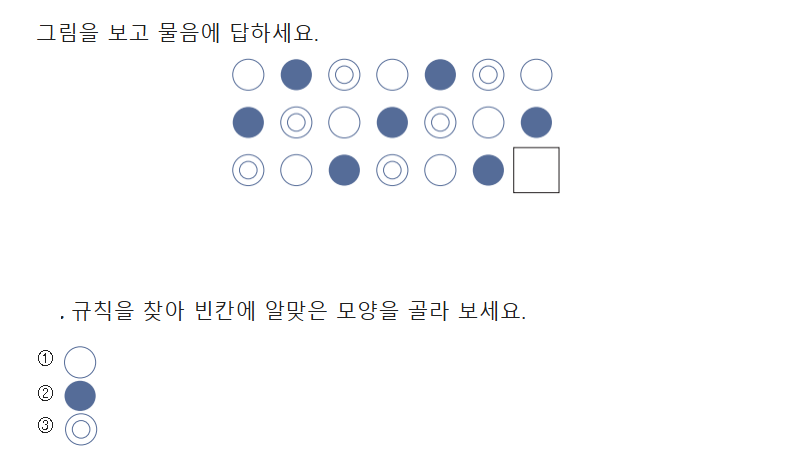 그림을 보고 물음에 답하세요.
. 규칙을 찾아 빈칸에 알맞은 모양을 골라 보세요.
①
②
③